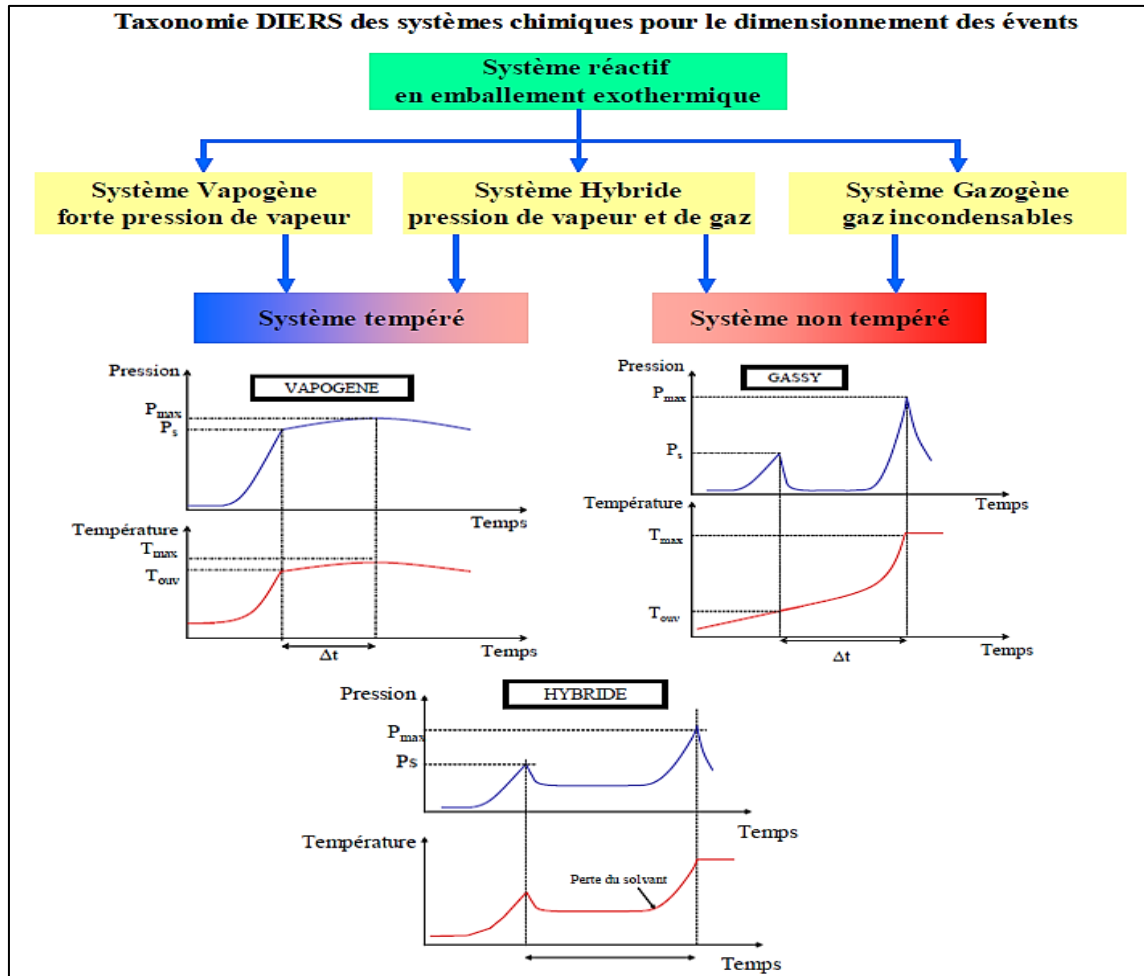 Taxonomie DIERS des systèmes chimiques pour le dimensionnement des évents
Système réactif
en emballement exothermique
Système Vapogène
forte pression de vapeur
Système Hybride
pression de vapeur et de gaz
Système Gazogène
gaz incondensables
Système tempéré
Système non tempéré
Pression
VAPOGENE
Pmax
Ps
Temps
Température
Tmax
Touv
Temps
Δt
Pression
GASSY
Pmax
Ps
Temps
Température
Tmax
Touv
Temps
Δt
Pression
HYBRIDE
Pmax
Ps
Temps
Température
Perte du solvant
Temps